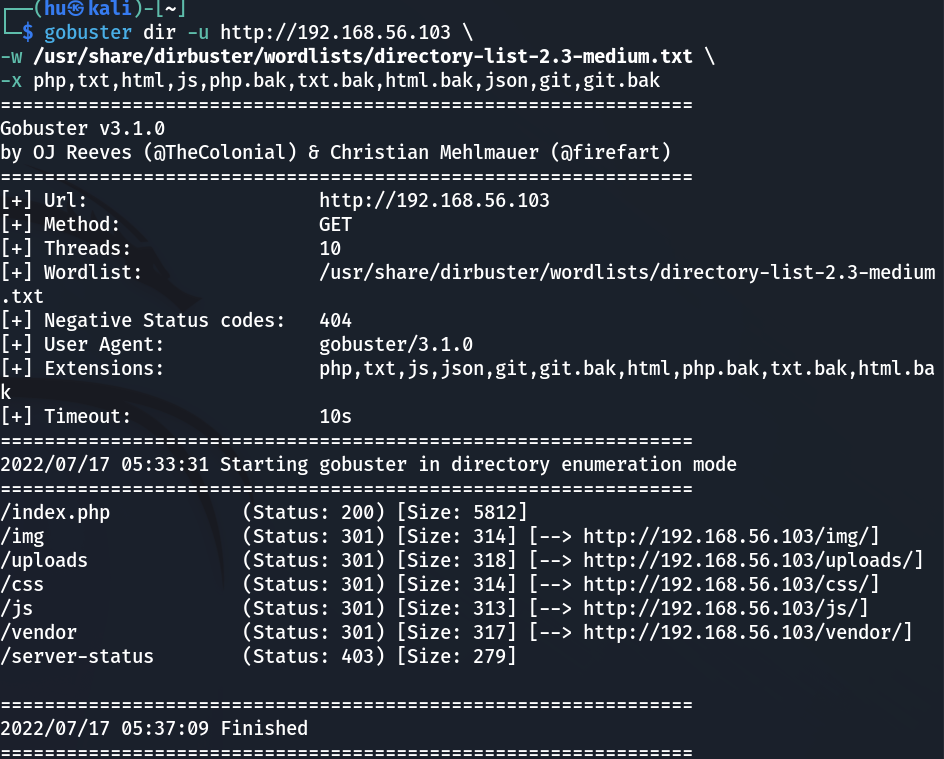 ┌──(hu㉿kali)-[~]
└─$ gobuster dir -u http://192.168.56.103 \
-w /usr/share/dirbuster/wordlists/directory-list-2.3-medium.txt \
-x php,txt,html,js,php.bak,txt.bak,html.bak,json,git,git.bak
===============================================================
Gobuster v3.1.0
by OJ Reeves (@TheColonial) & Christian Mehlmauer (@firefart)
===============================================================
[+] Url:                     http://192.168.56.103
[+] Method:                  GET
[+] Threads:                 10
[+] Wordlist:                /usr/share/dirbuster/wordlists/directory-list-2.3-medium
.txt
[+] Negative Status codes:   404
[+] User Agent:              gobuster/3.1.0
[+] Extensions:              php,txt,js,json,git,git.bak,html,php.bak,txt.bak,html.ba
k
[+] Timeout:                 10s
===============================================================
2022/07/17 05:33:31 Starting gobuster in directory enumeration mode
===============================================================
/index.php            (Status: 200) [Size: 5812]
/img                  (Status: 301) [Size: 314] [--> http://192.168.56.103/img/]
/uploads              (Status: 301) [Size: 318] [--> http://192.168.56.103/uploads/]
/css                  (Status: 301) [Size: 314] [--> http://192.168.56.103/css/]
/js                   (Status: 301) [Size: 313] [--> http://192.168.56.103/js/]
/vendor               (Status: 301) [Size: 317] [--> http://192.168.56.103/vendor/]
/server-status        (Status: 403) [Size: 279]
===============================================================
2022/07/17 05:37:09 Finished
===============================================================